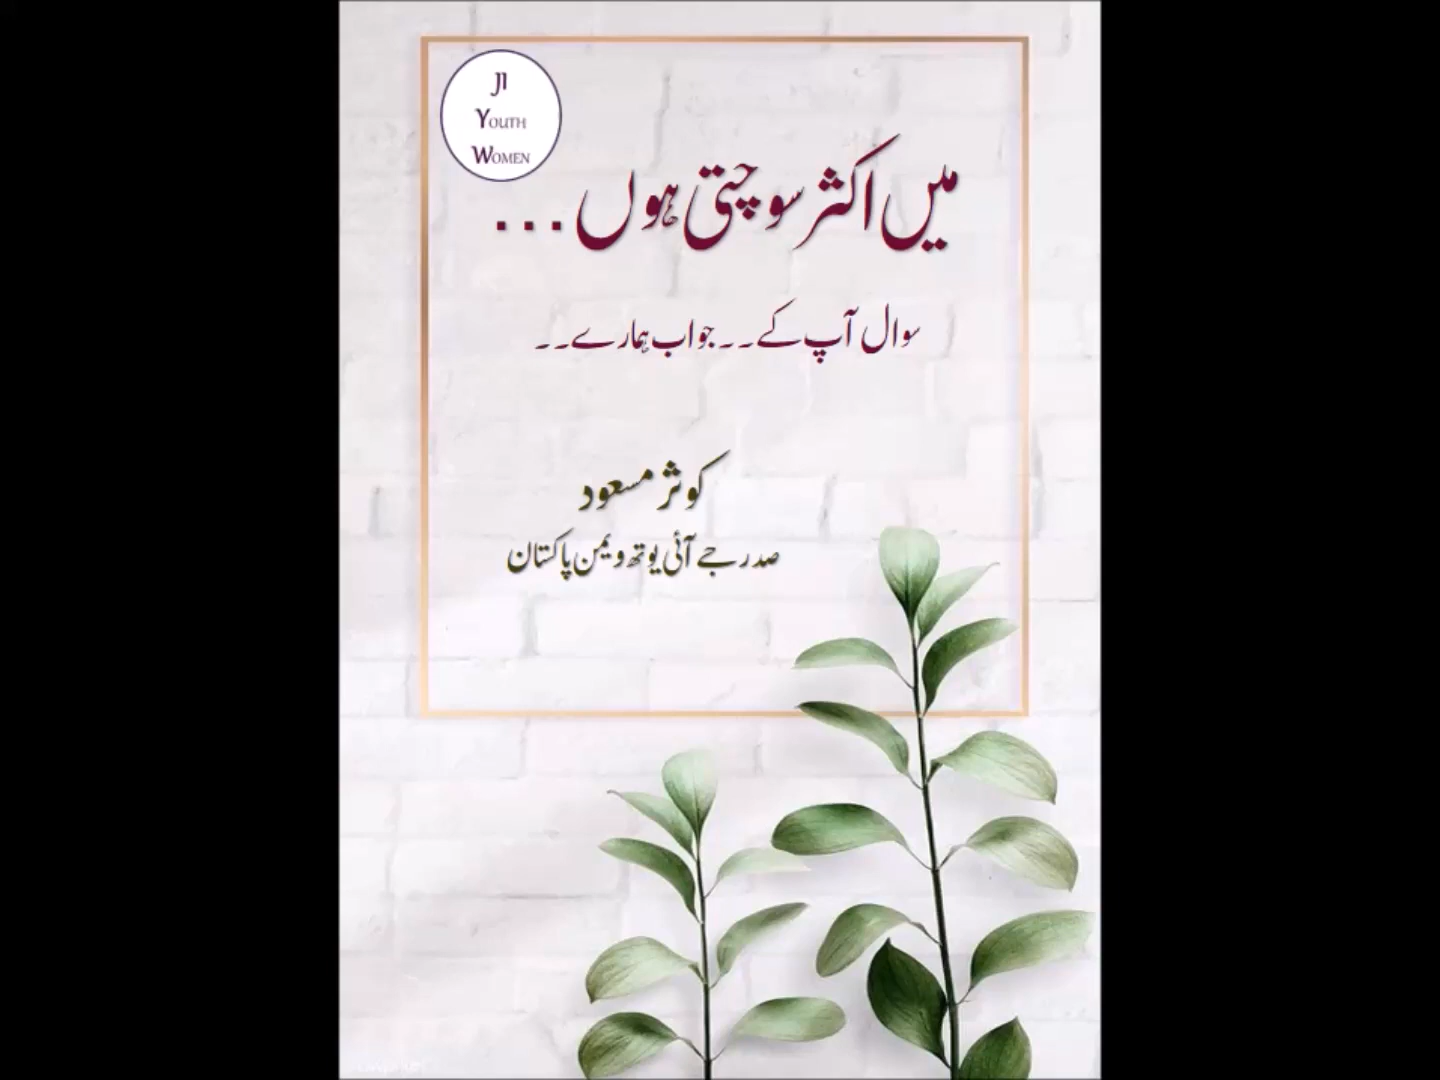 JI
YOUTH
WOMEN
میں اکثر سوچتی ہوں...
سوال آپ کے۔۔ جواب ہمارے۔۔
کوثر مسعود
صدر جے آئی یوتھ ویمن پاکستان